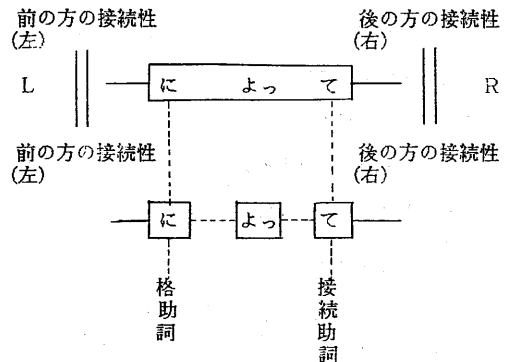 前の方の接続性
(左)
後の方の接続性
(右)
L
に よっ て
R
前の方の接続性
(左)
後の方の接続性
(右)
に
よっ
て
格助詞
接続助詞